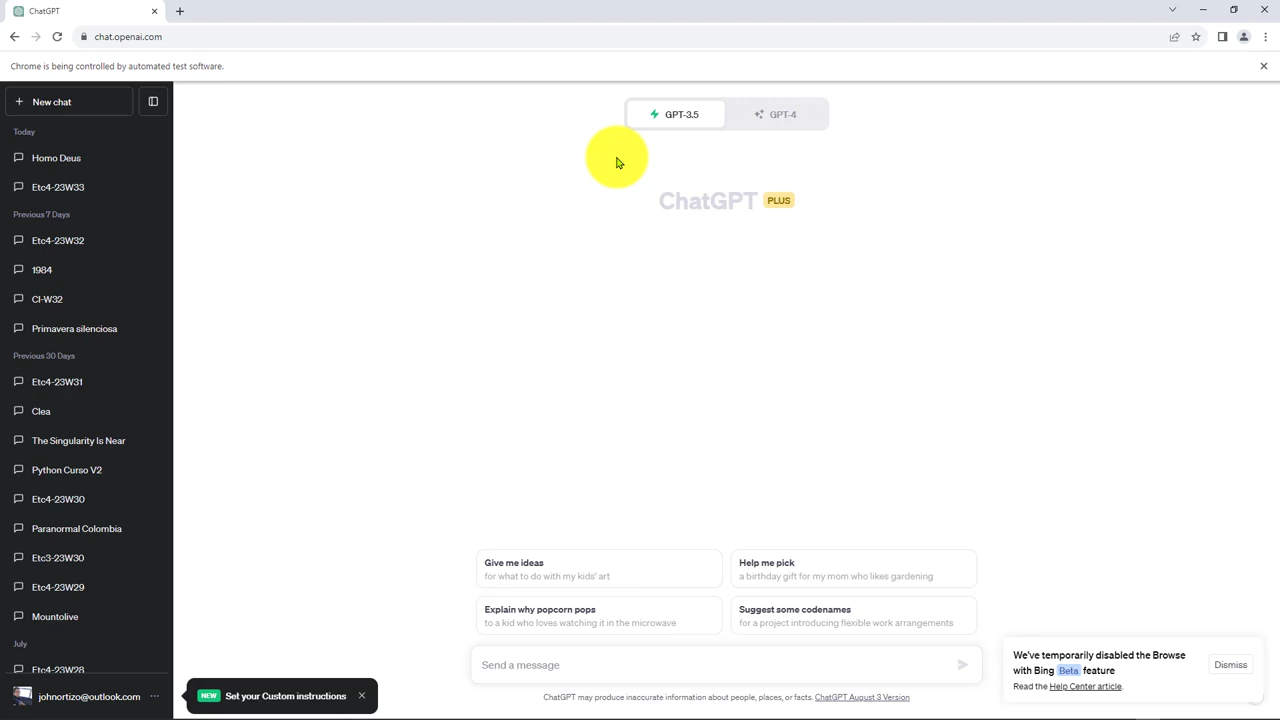 ChatGPT
chat.openai.com
Chrome is being controlled by automated test software.
New chat
Today
Homo Deus
Etc4-23W33
Previous 7 Days
Etc4-23W32
1984
CI-W32
Primavera silenciosa
Previous 30 Days
Etc4-23W31
Clea
The Singularity Is Near
Python Curso V2
Etc4-23W30
Paranormal Colombia
Etc3-23W30
Etc4-23W29
Mountolive
July
Etc4-23W28
johnortizo@outlook.com
NEW Set your Custom instructions
GPT-3.5
GPT-4
ChatGPT PLUS
Give me ideas
for what to do with my kids' art
Help me pick
a birthday gift for my mom who likes gardening
Explain why popcorn pops
to a kid who loves watching it in the microwave
Suggest some codenames
for a project introducing flexible work arrangements
Send a message
ChatGPT may produce inaccurate information about people, places, or facts. ChatGPT August 3 Version
We've temporarily disabled the Browse
with Bing Beta feature
Read the Help Center article.
Dismiss